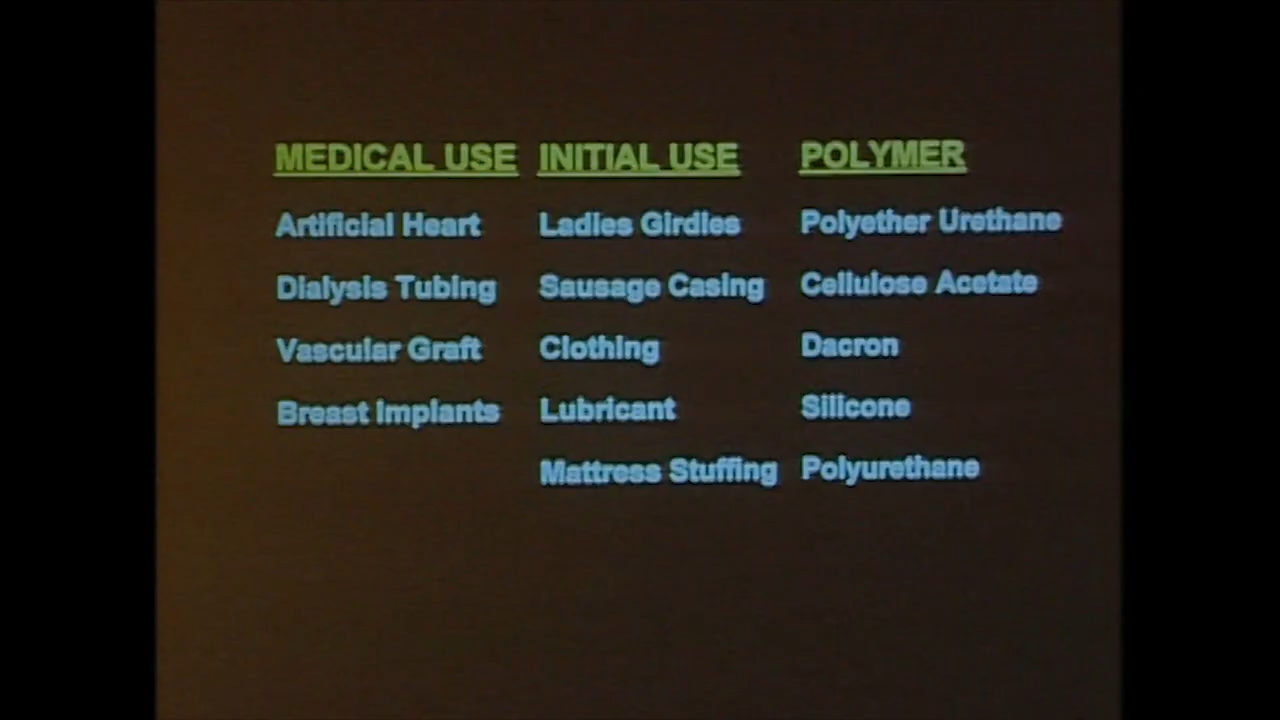 MEDICAL USE INITIAL USE POLYMER
Artificial Heart Ladies Girdles Polyether Urethane
Dialysis Tubing Sausage Casing Cellulose Acetate
Vascular Graft Clothing Dacron
Breast Implants Lubricant Silicone
Mattress Stuffing Polyurethane